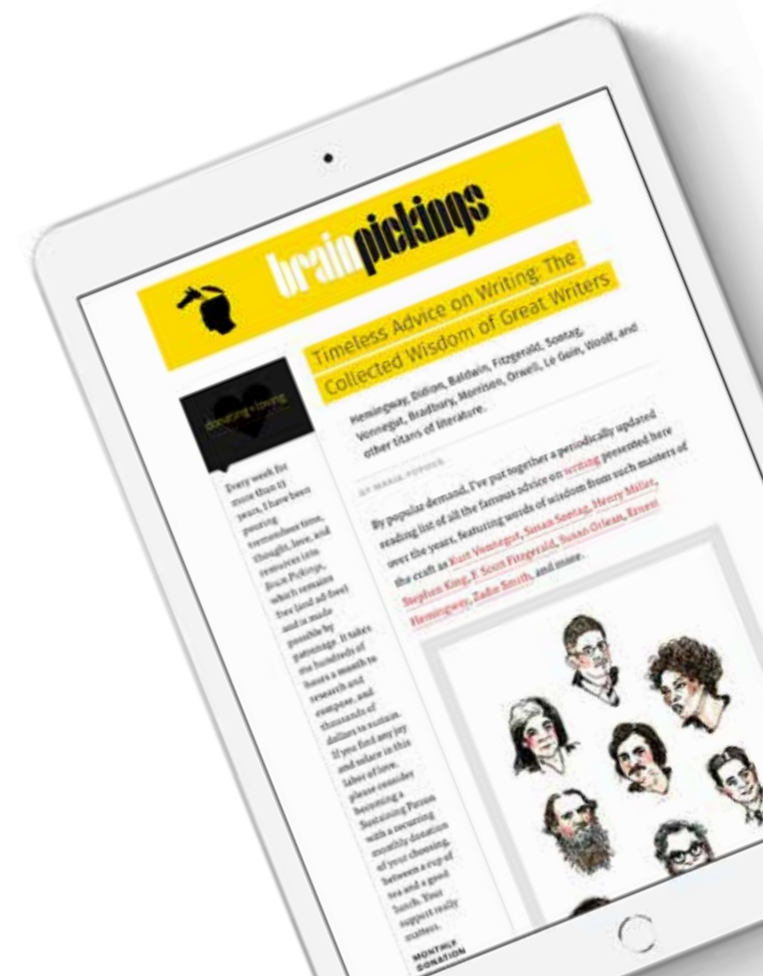 brainpickings
Timeless Advice on Writing: The
Collected Wisdom of Great Writers
Hemingway, Didion, Baldwin, Fitzgerald, Sontag,
Vonnegut, Bradbury, Morrison, Orwell, Le Guin, Woolf, and
other titans of literature.
BY MARIA POPOVA
By popular demand, I've put together a periodically updated
reading list of all the famous advice on writing presented here
over the years, featuring words of wisdom from such masters of
the craft as Kurt Vonnegut, Susan Sontag, Henry Miller,
Stephen King, F. Scott Fitzgerald, Susan Orlean, Ernest
Hemingway, Zadie Smith, and more.
donating = loving
Every week for
more than 13
years, I have been
pouring
tremendous time,
thought, love, and
resources into
Brain Pickings,
which remains
free (and ad-free)
and is made
possible by
patronage. It takes
me hundreds of
hours a month to
research and
compose, and
thousands of
dollars to sustain.
If you find any joy
and solace in this
labor of love,
please consider
becoming a
Sustaining Patron
with a recurring
monthly donation
of your choosing,
between a cup of
tea and a good
lunch. Your
support really
matters.
MONTHLY
DONATION